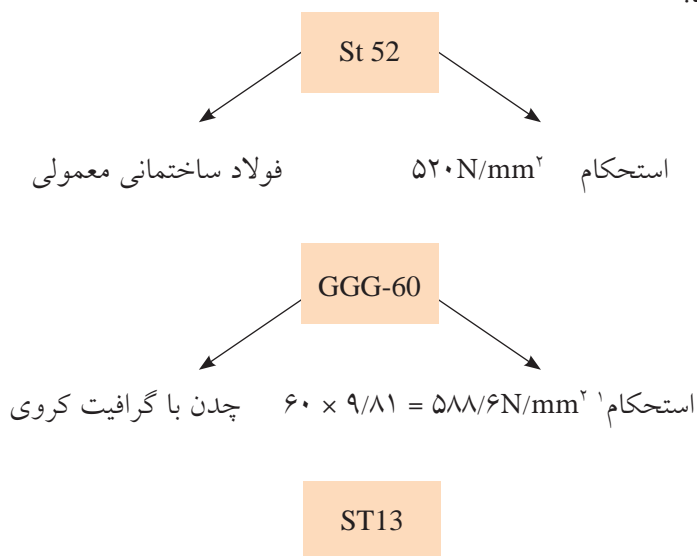 St 52
استحکام ۵۲۰N/mm² فولاد ساختمانی معمولی
GGG-60
استحکام¹ ۶۰ × ۹/۸۱ = ۵۸۸/۶N/mm² چدن با گرافیت کروی
ST13